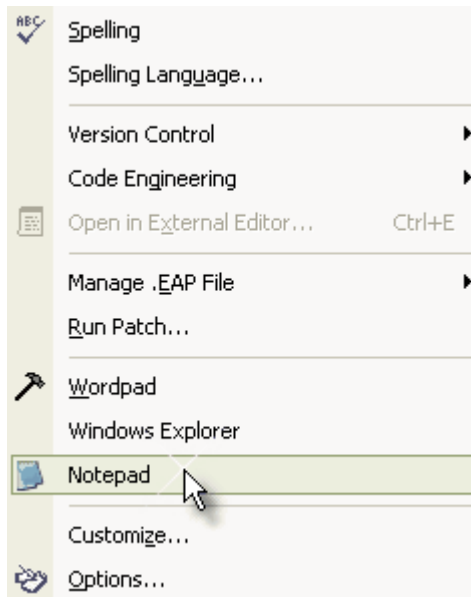 ABC
Spelling
Spelling Language...
Version Control
Code Engineering
Open in External Editor... Ctrl+E
Manage .EAP File
Run Patch...
Wordpad
Windows Explorer
Notepad
Customize...
Options...